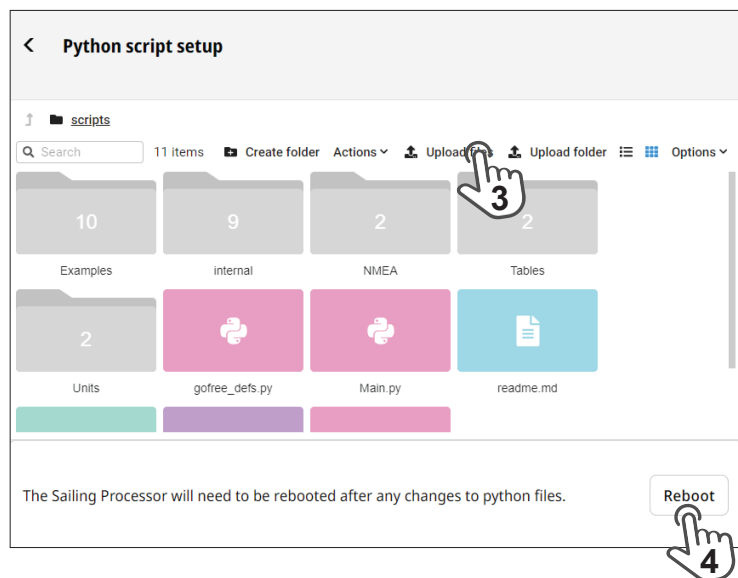 Python script setup
scripts
Search 11 items Create folder Actions Upload files Upload folder Options
3
10 9 2 2
Examples internal NMEA Tables
2
Units gofree_defs.py Main.py readme.md
The Sailing Processor will need to be rebooted after any changes to python files. Reboot
4